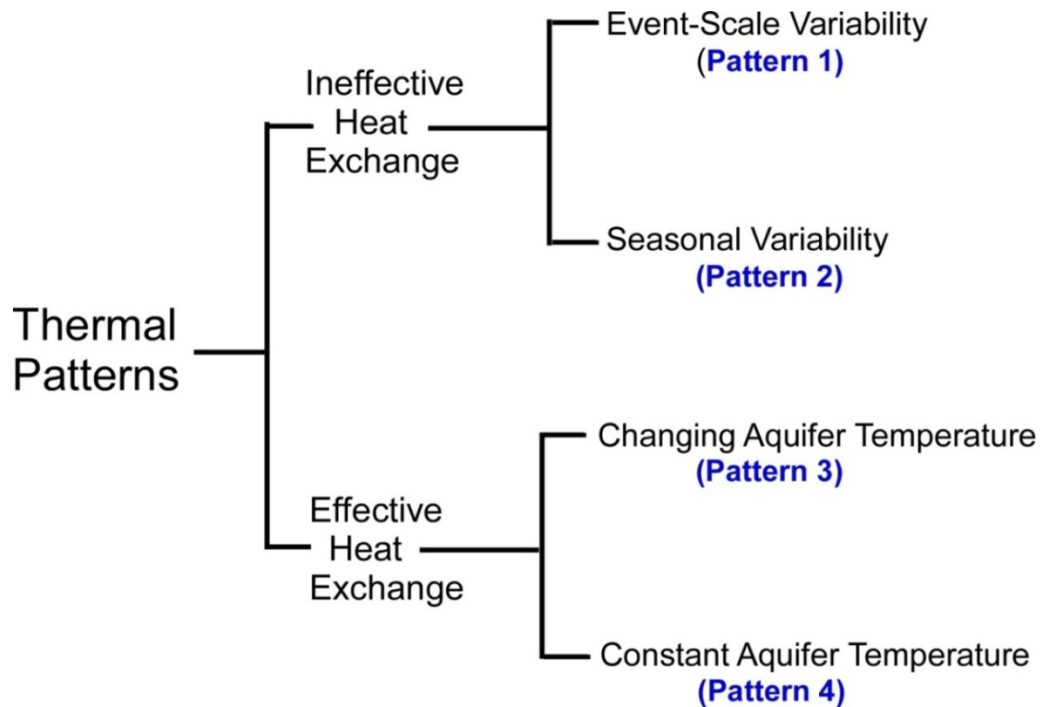 Thermal
Patterns
Ineffective
Heat
Exchange
Event-Scale Variability
(Pattern 1)
Seasonal Variability
(Pattern 2)
Effective
Heat
Exchange
Changing Aquifer Temperature
(Pattern 3)
Constant Aquifer Temperature
(Pattern 4)